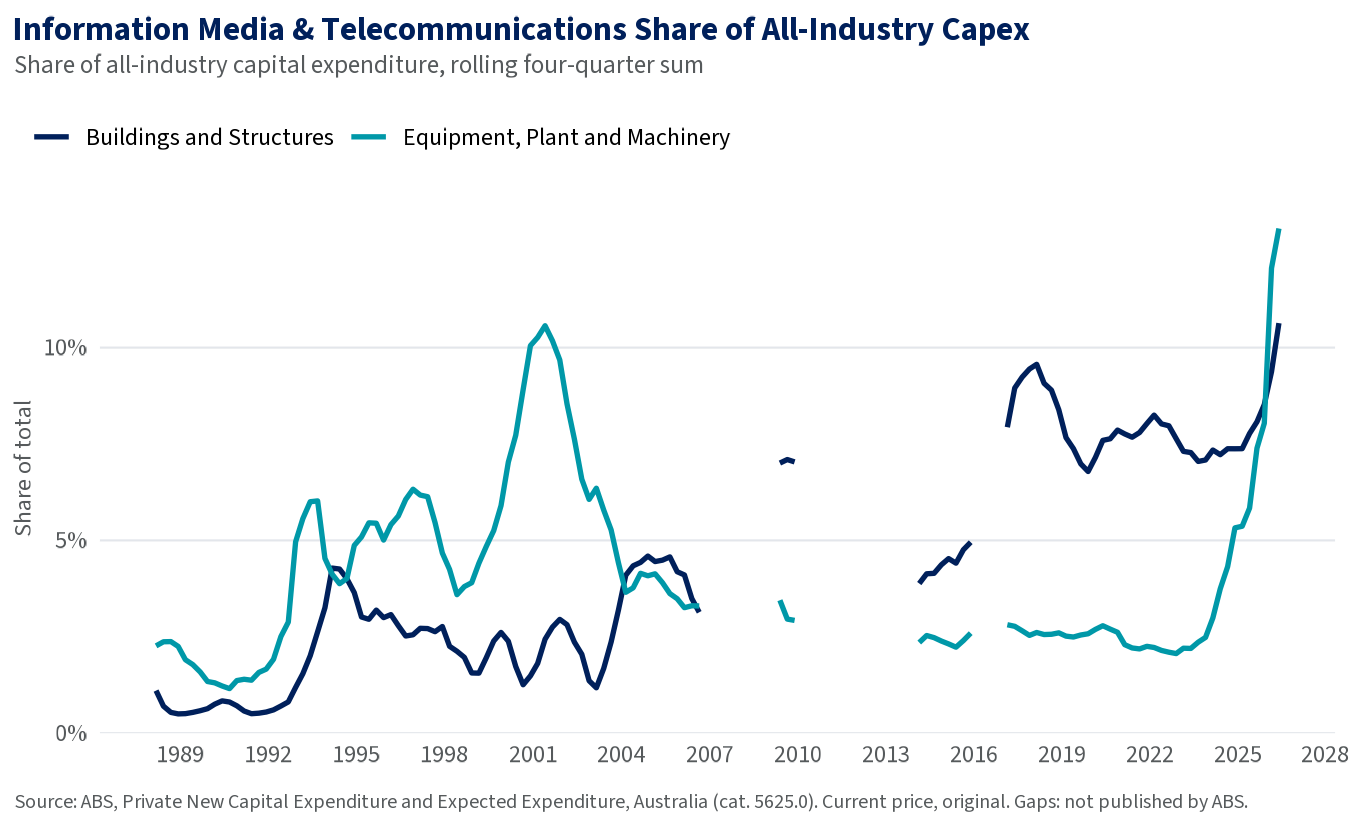 Information Media & Telecommunications Share of All-Industry Capex
Share of all-industry capital expenditure, rolling four-quarter sum
Buildings and Structures Equipment, Plant and Machinery
Share of total
10%
5%
0%
1989 1992 1995 1998 2001 2004 2007 2010 2013 2016 2019 2022 2025 2028
Source: ABS, Private New Capital Expenditure and Expected Expenditure, Australia (cat. 5625.0). Current price, original. Gaps: not published by ABS.